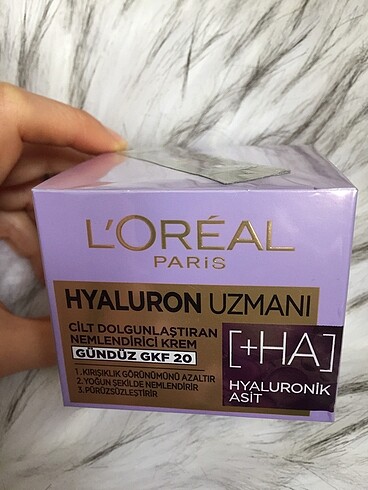 L'ORÉAL
PARİS
HYALURON UZMANI
CİLT DOLGUNLAŞTIRAN
NEMLENDİRİCİ KREM
GÜNDÜZ GKF 20
1. KIRIŞIKLIK GÖRÜNÜMÜNÜ AZALTIR
2. YOĞUN ŞEKİLDE NEMLENDİRİR
3. PÜRÜZSÜZLEŞTİRİR
[+HA]
HYALURONİK
ASİT